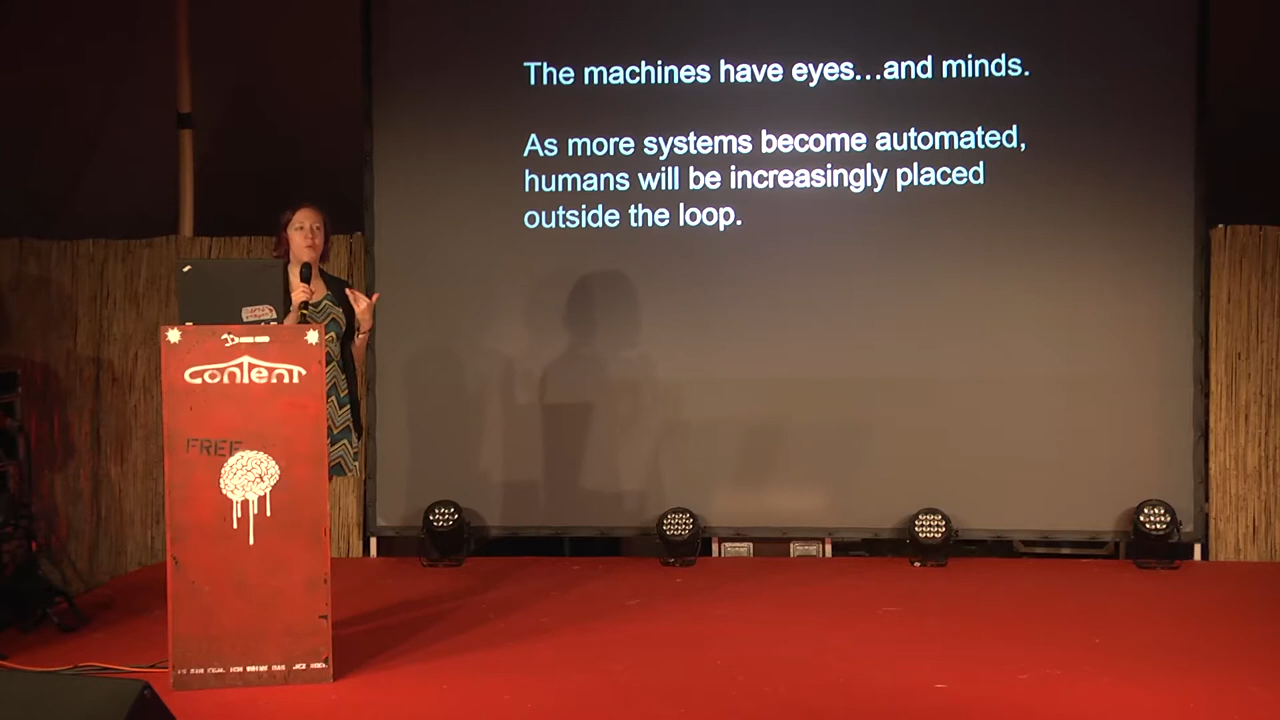 The machines have eyes...and minds.
As more systems become automated,
humans will be increasingly placed
outside the loop.
conTenT
FREE